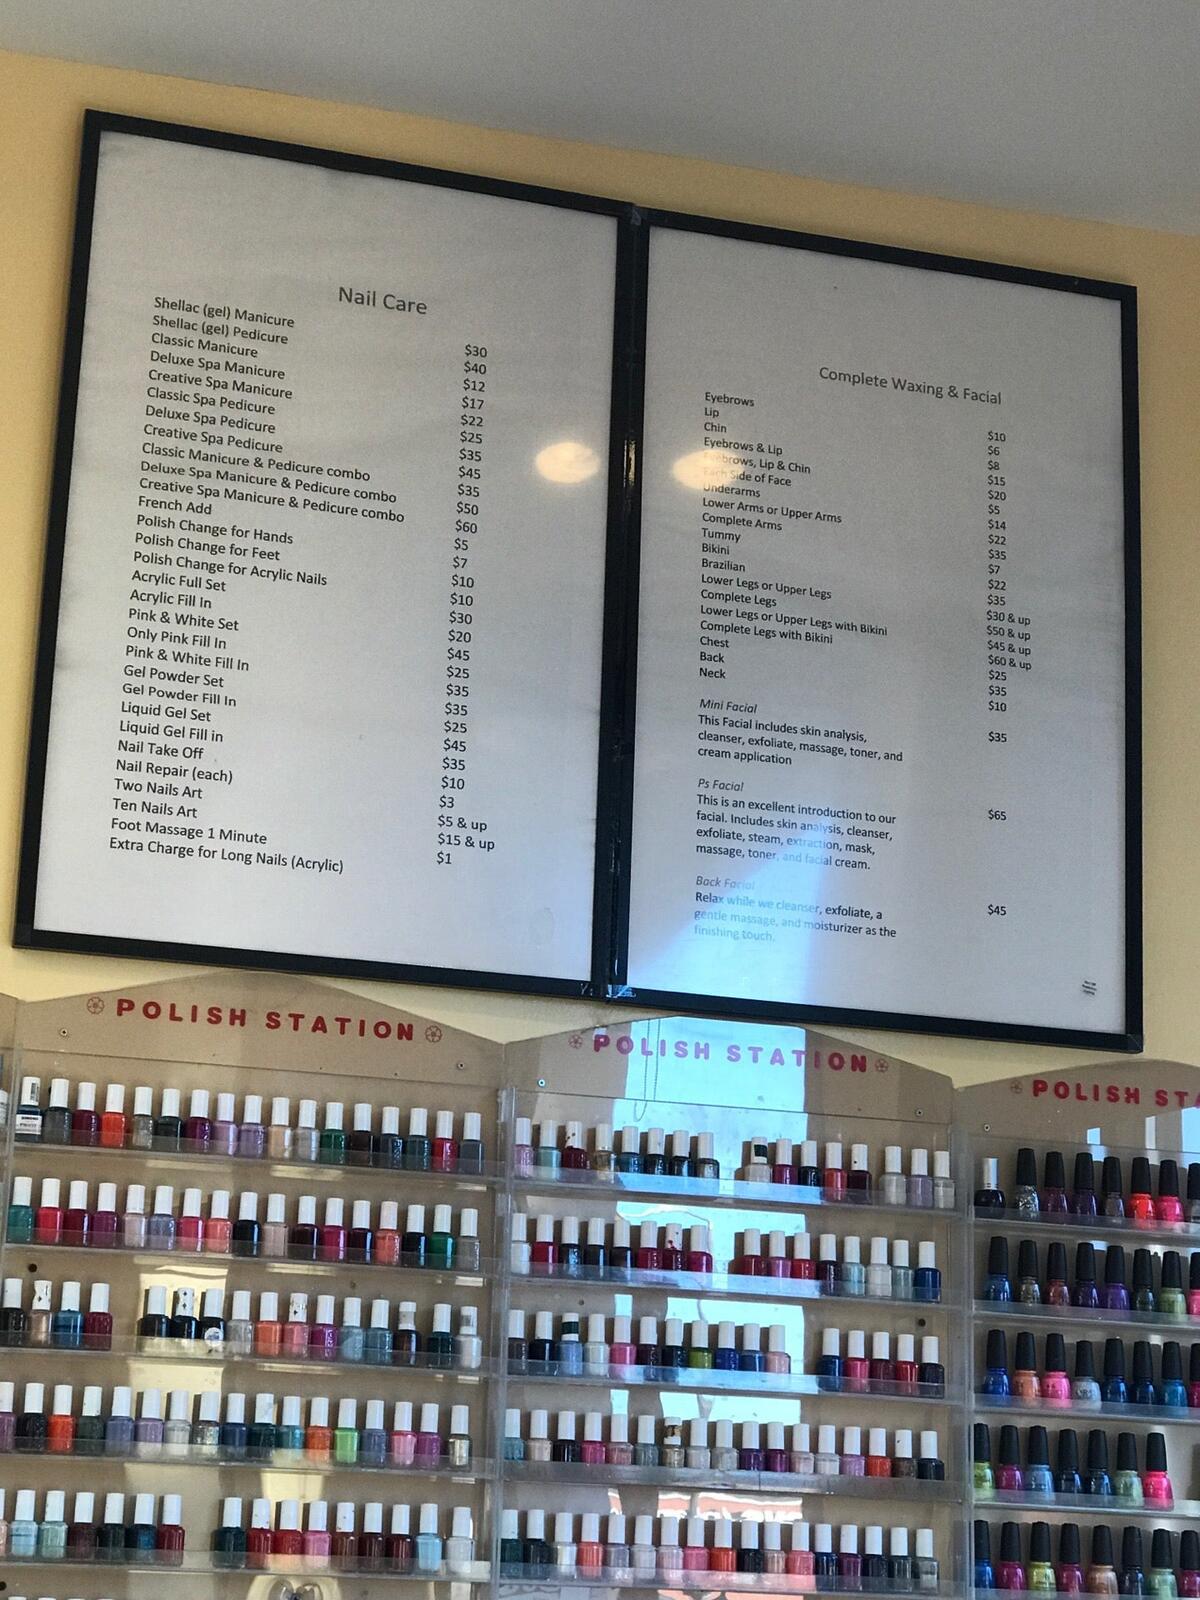 Nail Care
Shellac (gel) Manicure $30
Shellac (gel) Pedicure $40
Classic Manicure $12
Deluxe Spa Manicure $17
Creative Spa Manicure $22
Classic Spa Pedicure $25
Deluxe Spa Pedicure $35
Creative Spa Pedicure $45
Classic Manicure & Pedicure combo $35
Deluxe Spa Manicure & Pedicure combo $50
Creative Spa Manicure & Pedicure combo $60
French Add $5
Polish Change for Hands $7
Polish Change for Feet $10
Polish Change for Acrylic Nails $10
Acrylic Full Set $30
Acrylic Fill In $20
Pink & White Set $45
Only Pink Fill In $25
Pink & White Fill In $35
Gel Powder Set $35
Gel Powder Fill In $25
Liquid Gel Set $45
Liquid Gel Fill in $35
Nail Take Off $10
Nail Repair (each) $3
Two Nails Art $5 & up
Ten Nails Art $15 & up
Foot Massage 1 Minute $1
Extra Charge for Long Nails (Acrylic)
Complete Waxing & Facial
Eyebrows $10
Lip $6
Chin $8
Eyebrows & Lip $15
Eyebrows, Lip & Chin $20
Each Side of Face $5
Underarms $14
Lower Arms or Upper Arms $22
Complete Arms $35
Tummy $7
Bikini $22
Brazilian $35
Lower Legs or Upper Legs $30 & up
Complete Legs $50 & up
Lower Legs or Upper Legs with Bikini $45 & up
Complete Legs with Bikini $60 & up
Chest $25
Back $35
Neck $10
Mini Facial
This Facial includes skin analysis, $35
cleanser, exfoliate, massage, toner, and
cream application
Ps Facial
This is an excellent introduction to our $65
facial. Includes skin analysis, cleanser,
exfoliate, steam, extraction, mask,
massage, toner, and facial cream.
Back Facial
Relax while we cleanser, exfoliate, a $45
gentle massage, and moisturizer as the
finishing touch.
POLISH STATION
POLISH STATION
POLISH STA